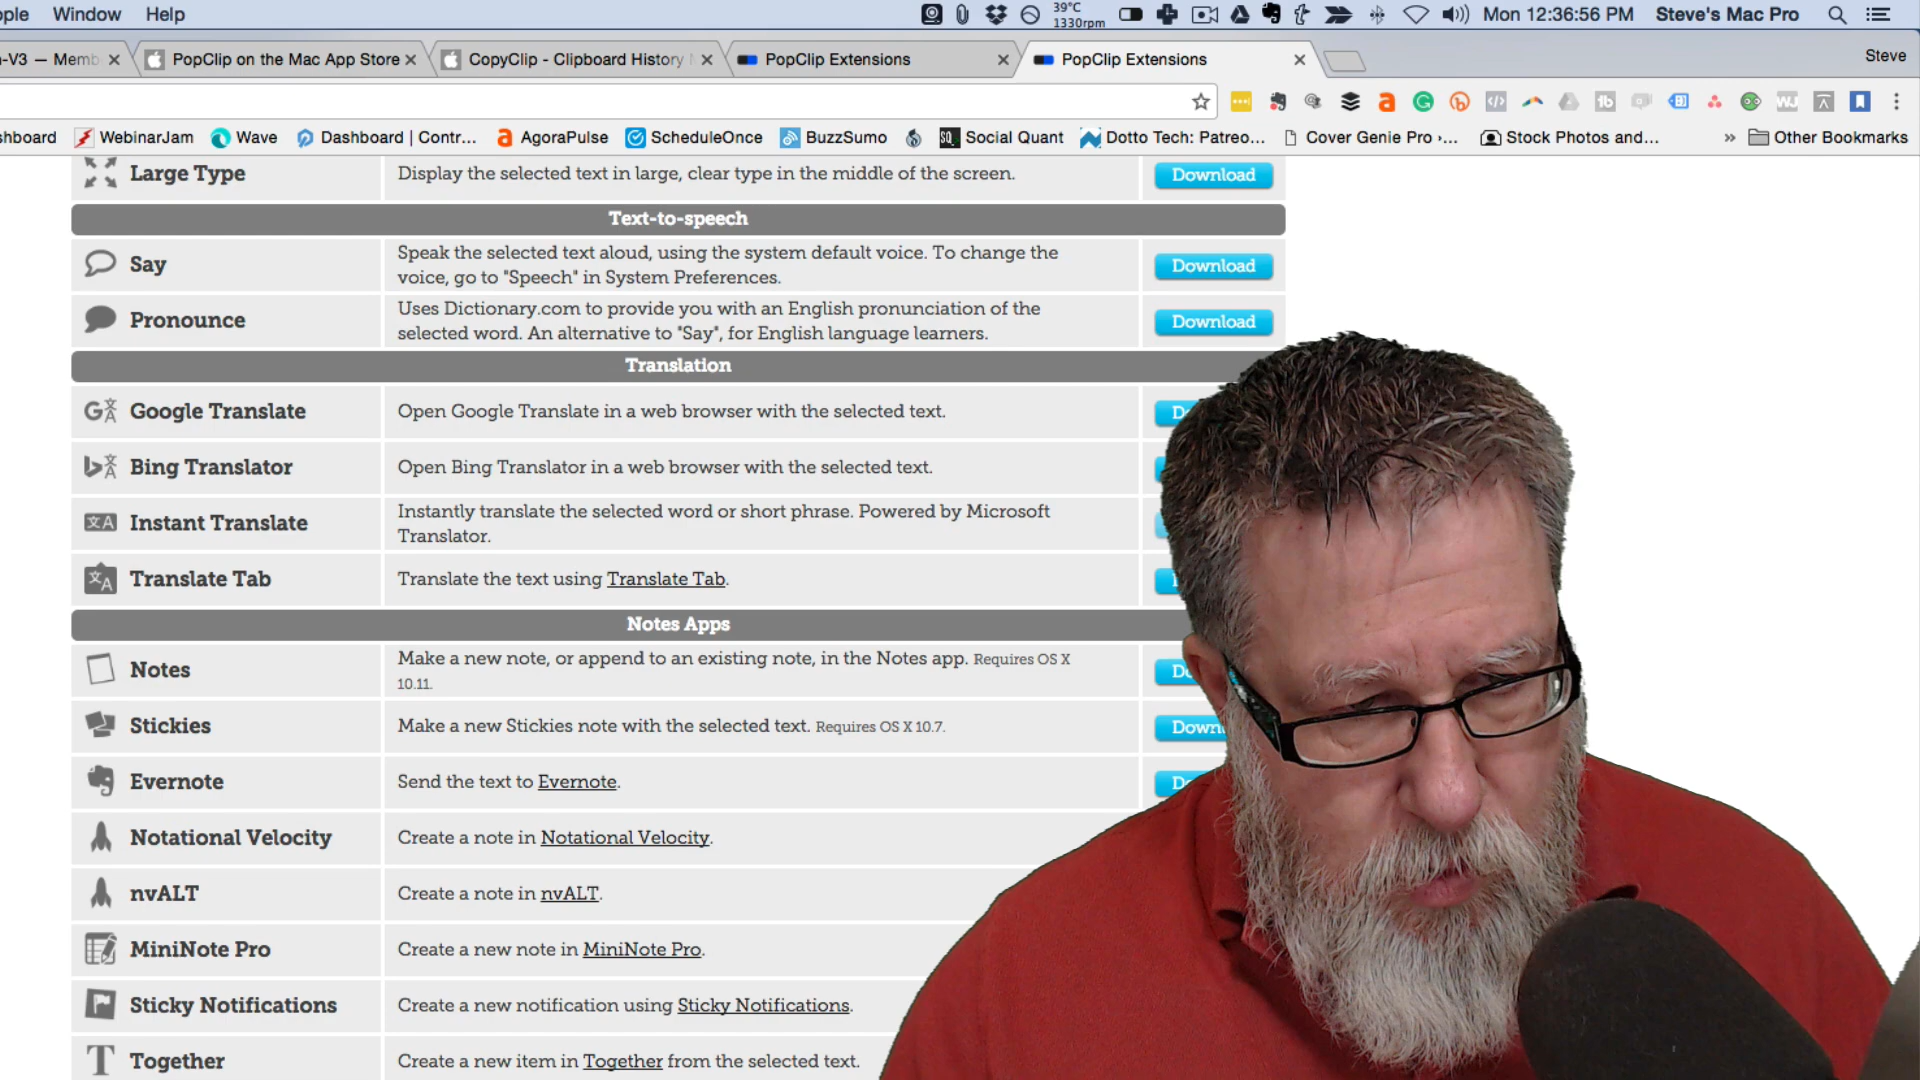 ople Window Help 39°C 1330rpm Mon 12:36:56 PM Steve's Mac Pro
-V3 — Memb PopClip on the Mac App Store CopyClip - Clipboard History PopClip Extensions PopClip Extensions Steve
shboard WebinarJam Wave Dashboard | Contr... AgoraPulse ScheduleOnce BuzzSumo Social Quant Dotto Tech: Patreo... Cover Genie Pro ›... Stock Photos and... » Other Bookmarks
Large Type Display the selected text in large, clear type in the middle of the screen. Download
Text-to-speech
Say Speak the selected text aloud, using the system default voice. To change the
voice, go to "Speech" in System Preferences. Download
Pronounce Uses Dictionary.com to provide you with an English pronunciation of the
selected word. An alternative to "Say", for English language learners. Download
Translation
Google Translate Open Google Translate in a web browser with the selected text.
Bing Translator Open Bing Translator in a web browser with the selected text.
Instant Translate Instantly translate the selected word or short phrase. Powered by Microsoft
Translator.
Translate Tab Translate the text using Translate Tab.
Notes Apps
Notes Make a new note, or append to an existing note, in the Notes app. Requires OS X
10.11.
Stickies Make a new Stickies note with the selected text. Requires OS X 10.7. Down
Evernote Send the text to Evernote.
Notational Velocity Create a note in Notational Velocity.
nvALT Create a note in nvALT.
MiniNote Pro Create a new note in MiniNote Pro.
Sticky Notifications Create a new notification using Sticky Notifications.
Together Create a new item in Together from the selected text.